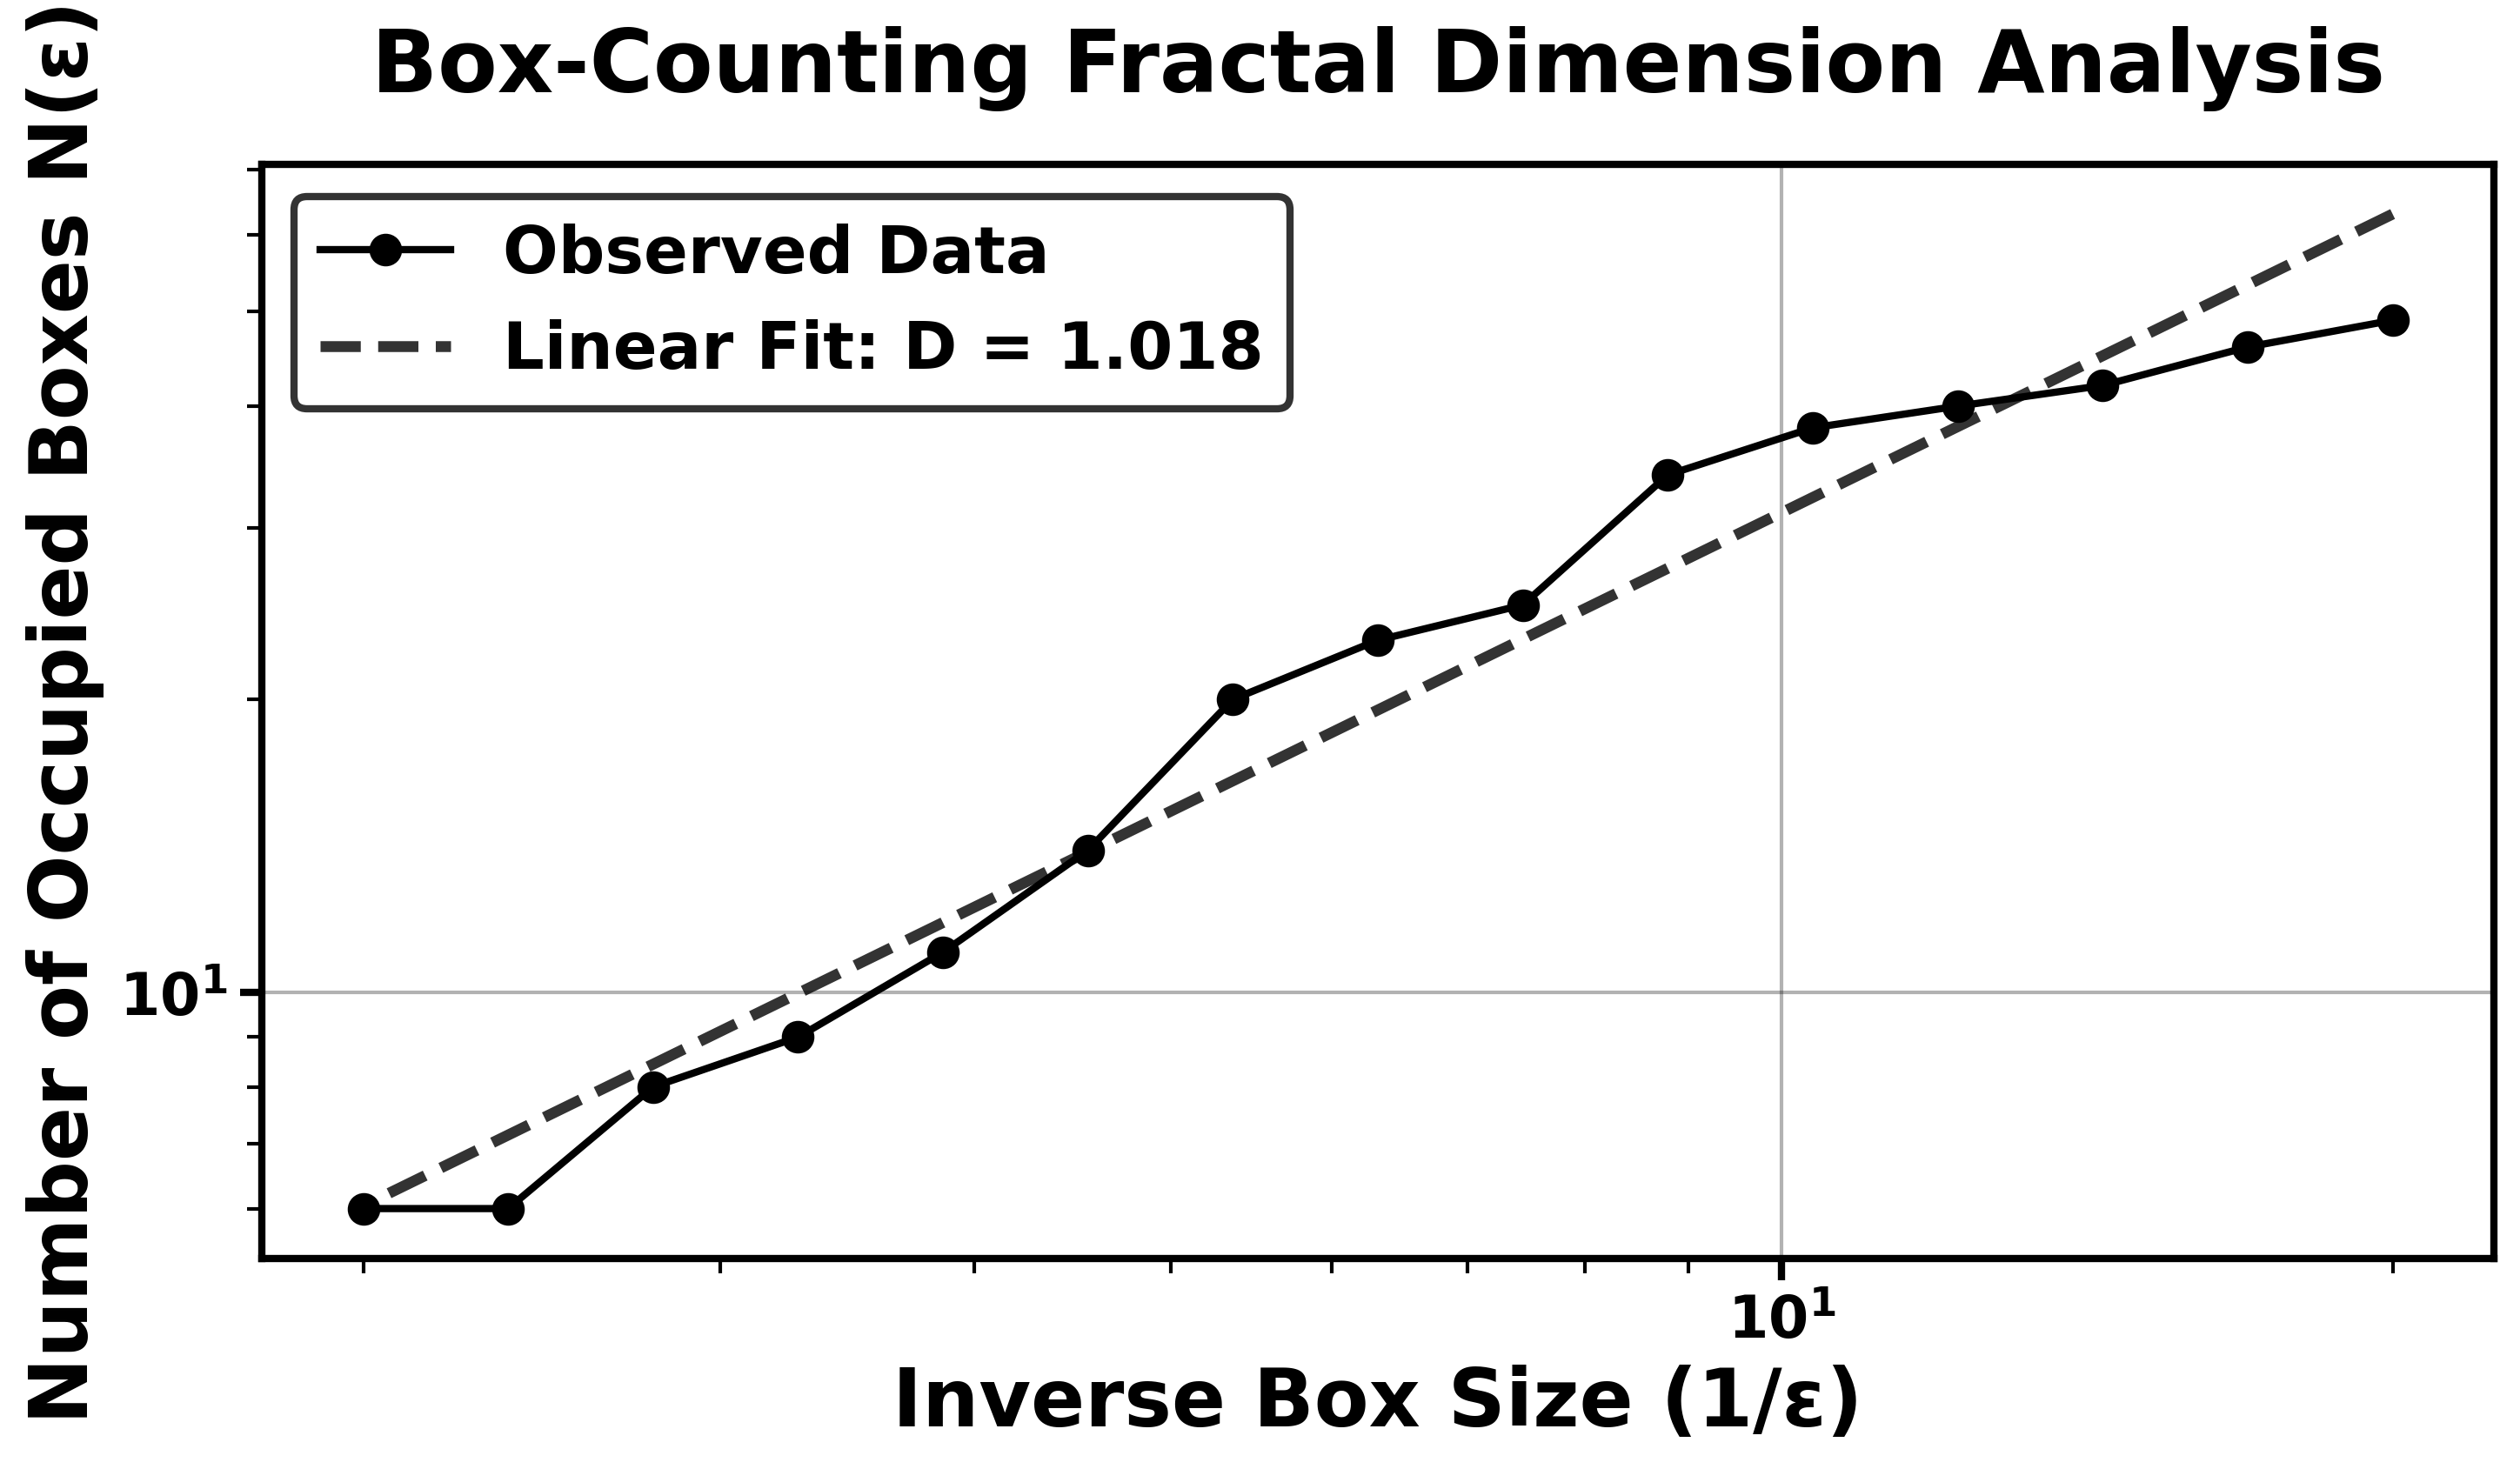 Box-Counting Fractal Dimension Analysis
Number of Occupied Boxes N(ε)
Observed Data
Linear Fit: D = 1.018
10¹
10¹
Inverse Box Size (1/ε)